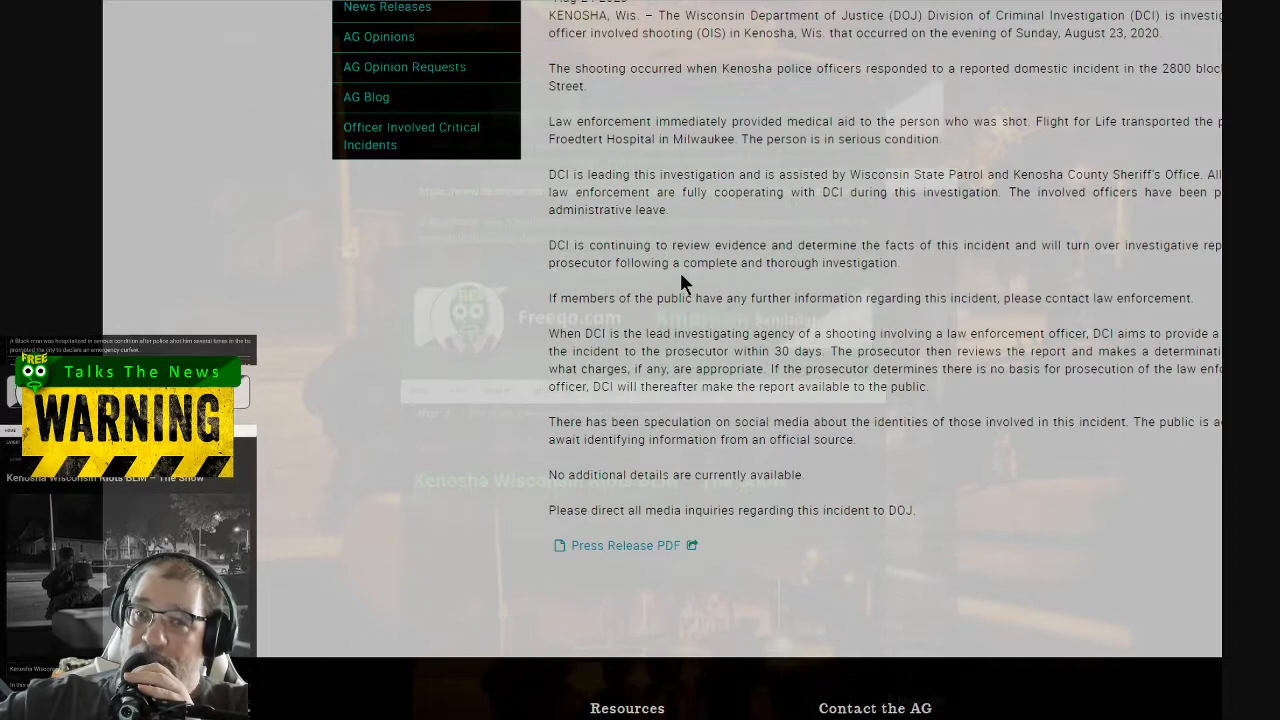 News Releases
AG Opinions
AG Opinion Requests
AG Blog
Officer Involved Critical
Incidents
KENOSHA, Wis. – The Wisconsin Department of Justice (DOJ) Division of Criminal Investigation (DCI) is
officer involved shooting (OIS) in Kenosha, Wis. that occurred on the evening of Sunday, August 23, 2020.
The shooting occurred when Kenosha police officers responded to a reported domestic incident in the 2800
Street.
Law enforcement immediately provided medical aid to the person who was shot. Flight for Life transported the
Froedtert Hospital in Milwaukee. The person is in serious condition.
DCI is leading this investigation and is assisted by Wisconsin State Patrol and Kenosha County Sheriff's Office. All
law enforcement are fully cooperating with DCI during this investigation. The involved officers have been
administrative leave.
DCI is continuing to review evidence and determine the facts of this incident and will turn over investigative
prosecutor following a complete and thorough investigation.
If members of the public have any further information regarding this incident, please contact law enforcement.
When DCI is the lead investigating agency of a shooting involving a law enforcement officer, DCI aims to provide a
the incident to the prosecutor within 30 days. The prosecutor then reviews the report and makes a
what charges, if any, are appropriate. If the prosecutor determines there is no basis for prosecution of the law
officer, DCI will thereafter make the report available to the public.
There has been speculation on social media about the identities of those involved in this incident. The public is
await identifying information from an official source.
No additional details are currently available.
Please direct all media inquiries regarding this incident to DOJ.
Press Release PDF
Resources
Contact the AG
Freeqo.com
Kenosha Wisconsin Riots BLM
A Black man was hospitalized in serious condition after police shot him several times in the
prompted the city to declare an emergency curfew.
FREE
Talks The News
WARNING
HOME
Kenosha Wisconsin Riots BLM – The Show
Kenosha